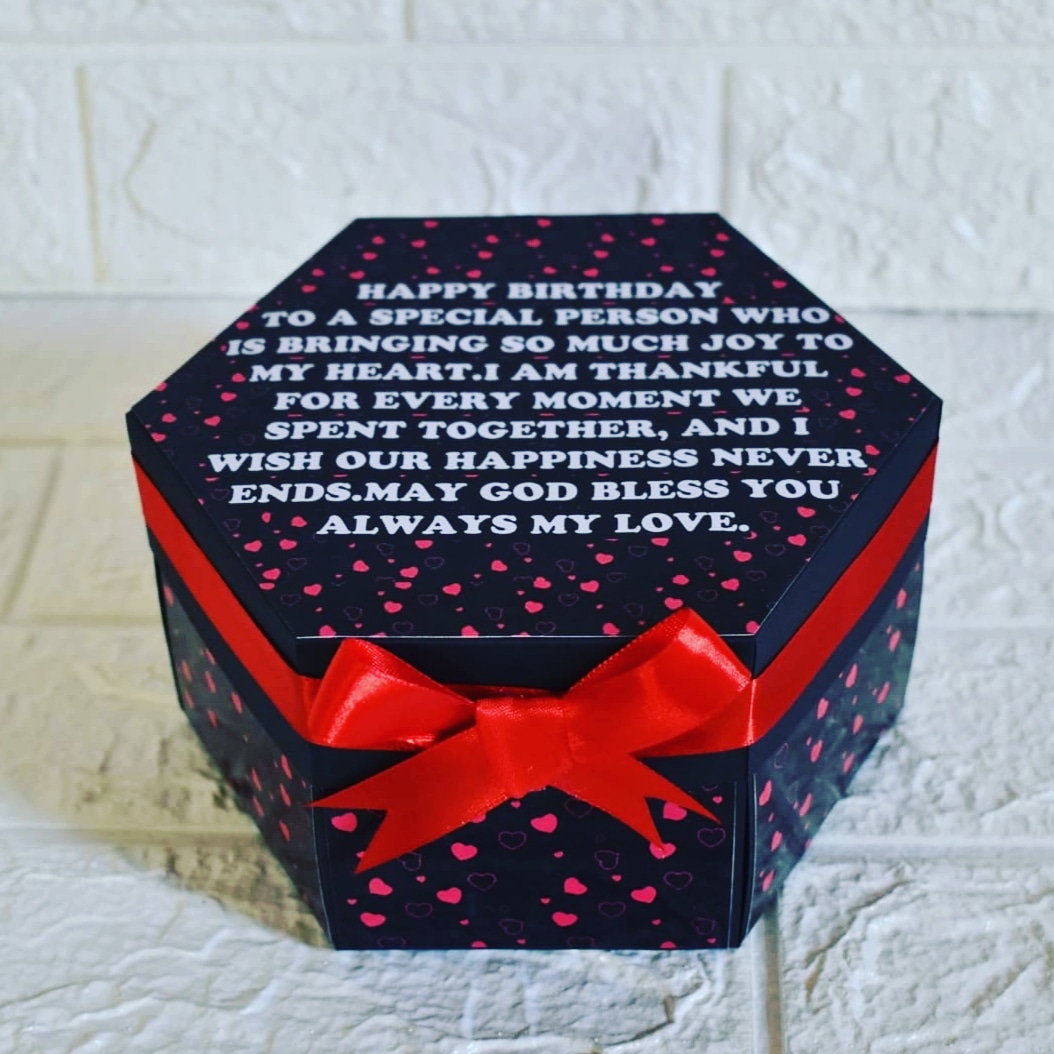 HAPPY BIRTHDAY
TO A SPECIAL PERSON WHO
IS BRINGING SO MUCH JOY TO
MY HEART.I AM THANKFUL
FOR EVERY MOMENT WE
SPENT TOGETHER, AND I
WISH OUR HAPPINESS NEVER
ENDS.MAY GOD BLESS YOU
ALWAYS MY LOVE.